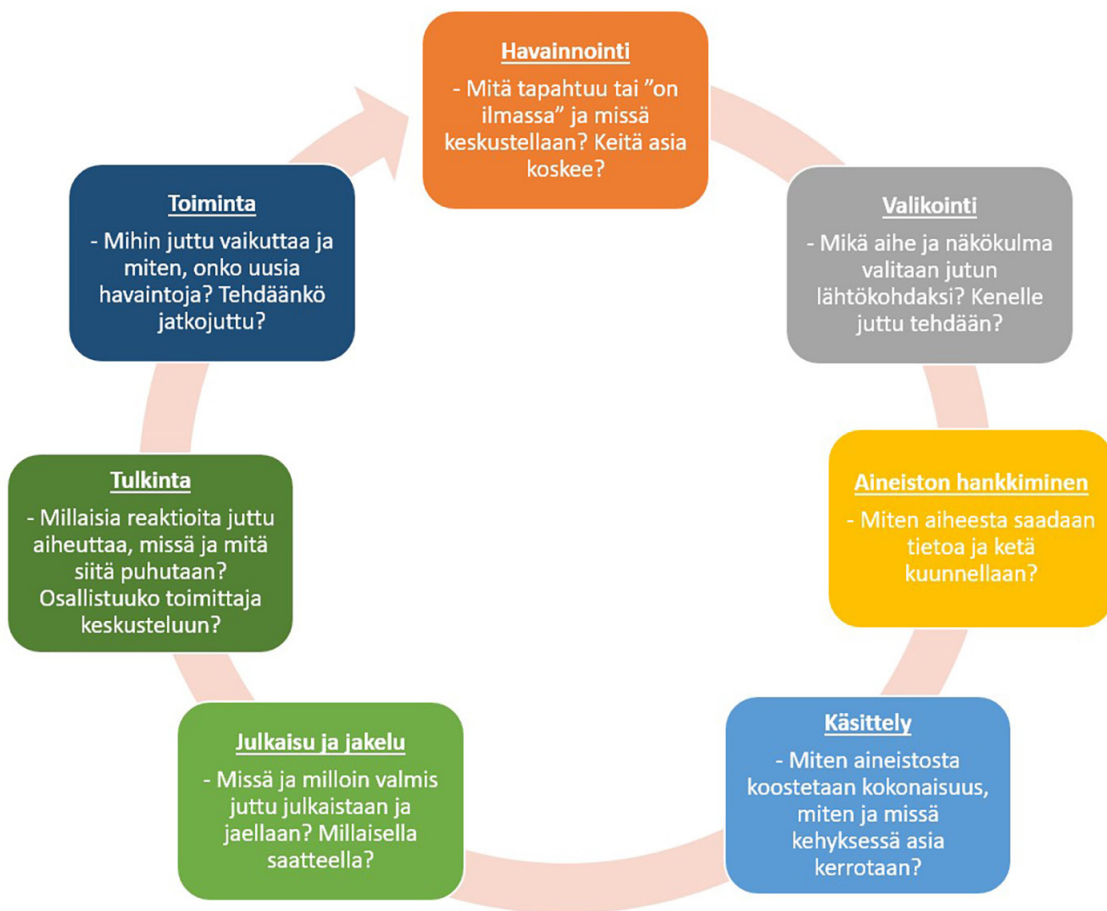 Havainnointi
- Mitä tapahtuu tai ”on
ilmassa” ja missä
keskustellaan? Keitä asia
koskee?
Valikointi
- Mikä aihe ja näkökulma
valitaan jutun
lähtökohdaksi? Kenelle
juttu tehdään?
Aineiston hankkiminen
- Miten aiheesta saadaan
tietoa ja ketä
kuunnellaan?
Käsittely
- Miten aineistosta
koostetaan kokonaisuus,
miten ja missä
kehyksessä asia
kerrotaan?
Julkaisu ja jakelu
- Missä ja milloin valmis
juttu julkaistaan ja
jaellaan? Millaisella
saatteella?
Tulkinta
- Millaisia reaktioita juttu
aiheuttaa, missä ja mitä
siitä puhutaan?
Osallistuuko toimittaja
keskusteluun?
Toiminta
- Mihin juttu vaikuttaa ja
miten, onko uusia
havaintoja? Tehdäänkö
jatkojuttu?